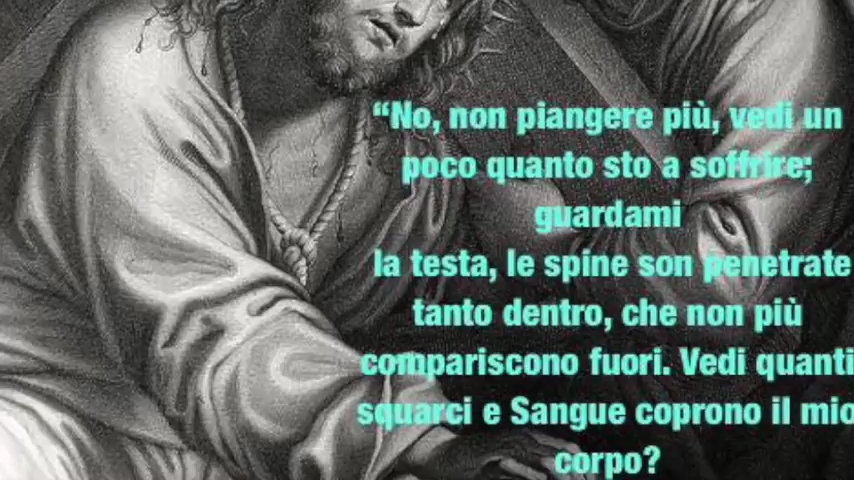 “No, non piangere più, vedi un
poco quanto sto a soffrire;
guardami
la testa, le spine son penetrate
tanto dentro, che non più
compariscono fuori. Vedi quanti
squarci e Sangue coprono il mio
corpo?